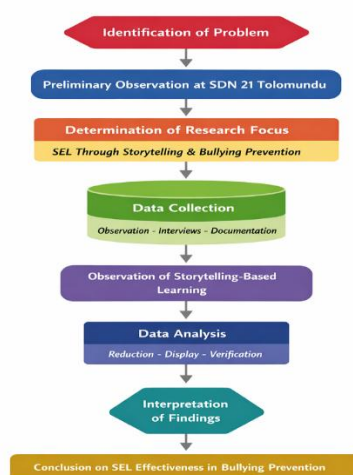 Identification of Problem
Preliminary Observation at SDN 21 Tolomundu
Determination of Research Focus
SEL Through Storytelling & Bullying Prevention
Data Collection
Observation - Interviews - Documentation
Observation of Storytelling-Based
Learning
Data Analysis
Reduction - Display - Verification
Interpretation
of Findings
Conclusion on SEL Effectiveness in Bullying Prevention